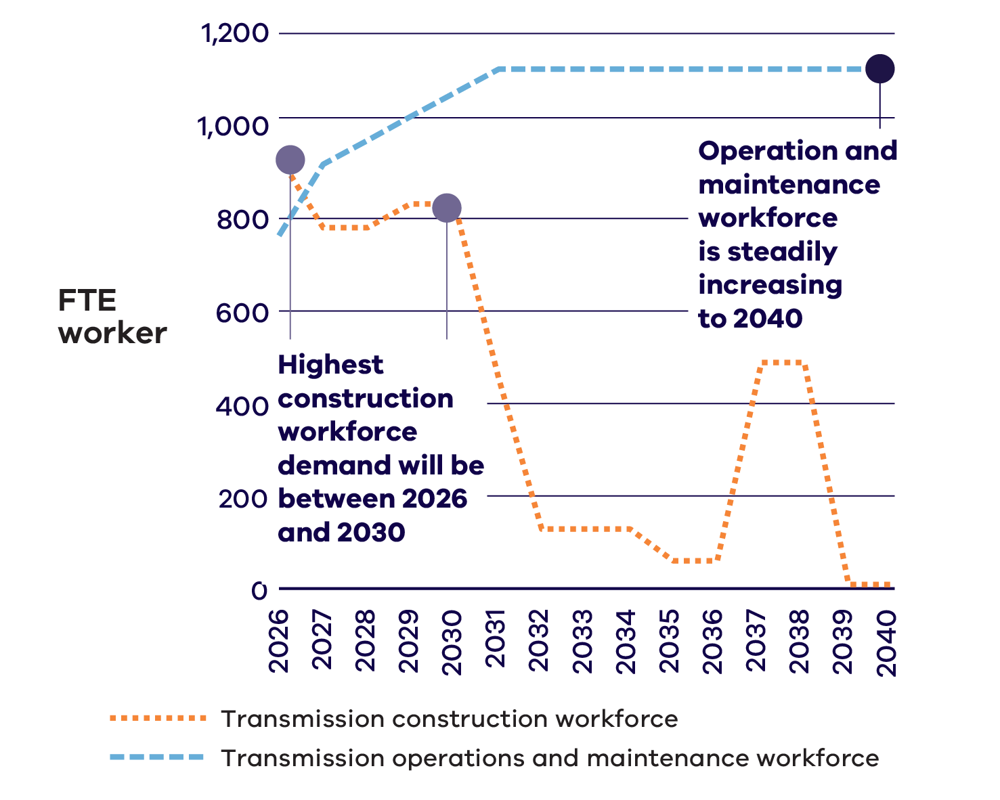 1,200
1,000
800
600
400
200
0
FTE
worker
Operation and
maintenance
workforce
is steadily
increasing
to 2040
Highest
construction
workforce
demand will be
between 2026
and 2030
2026
2027
2028
2029
2030
2031
2032
2033
2034
2035
2036
2037
2038
2039
2040
Transmission construction workforce
Transmission operations and maintenance workforce